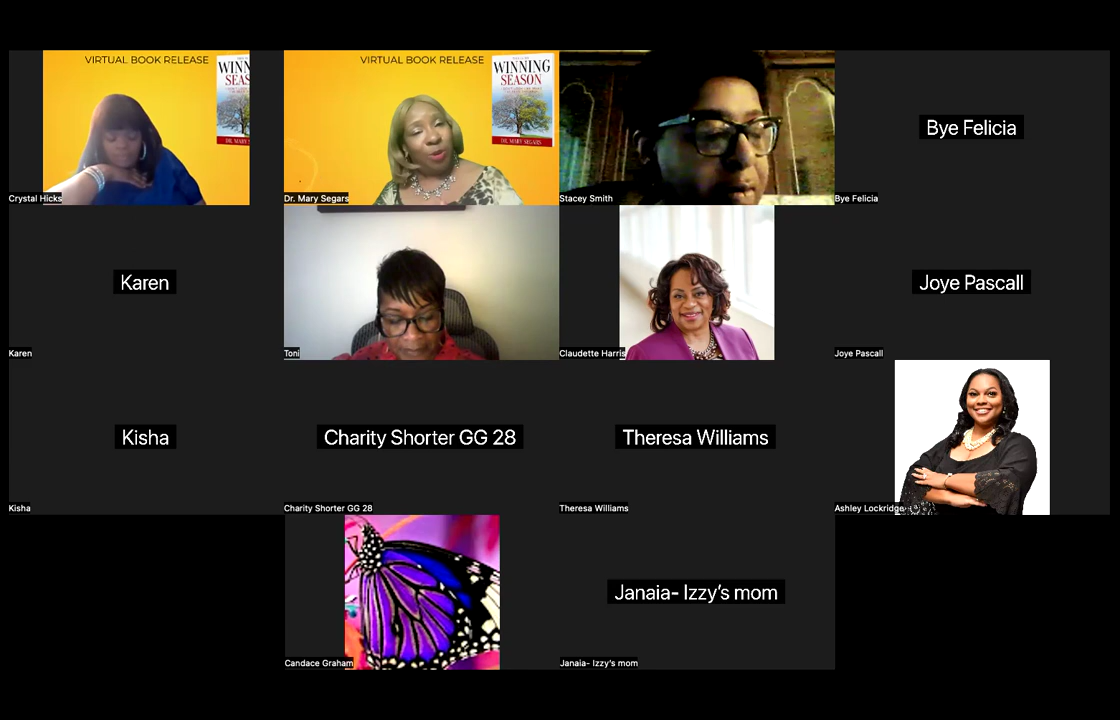 VIRTUAL BOOK RELEASE
WINNING
SEAS
DR. MARY S
Crystal Hicks
VIRTUAL BOOK RELEASE
WINNING
SEASON
DR. MARY SEGARS
Dr. Mary Segars
Stacey Smith
Bye Felicia
Bye Felicia
Karen
Karen
Toni
Claudette Harris
Joye Pascall
Joye Pascall
Kisha
Kisha
Charity Shorter GG 28
Charity Shorter GG 28
Theresa Williams
Theresa Williams
Ashley Lockridge
Candace Graham
Janaia- Izzy’s mom
Janaia- Izzy's mom